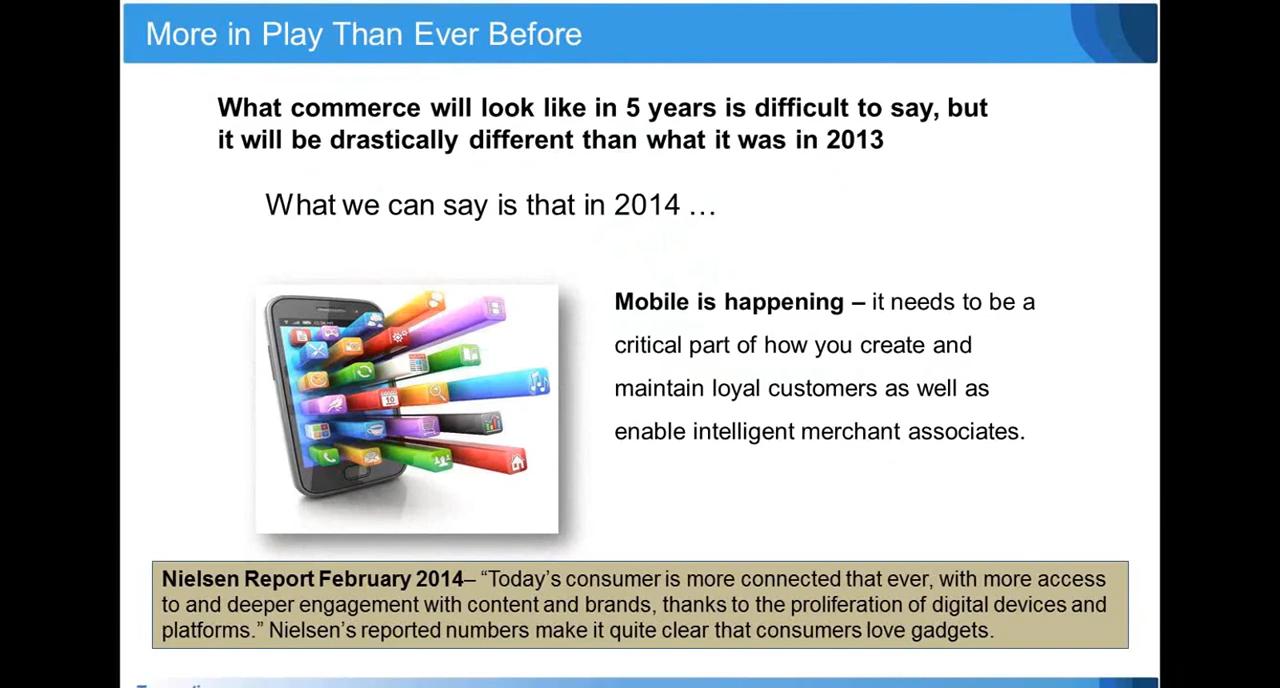 More in Play Than Ever Before
What commerce will look like in 5 years is difficult to say, but
it will be drastically different than what it was in 2013
What we can say is that in 2014 …
Mobile is happening – it needs to be a
critical part of how you create and
maintain loyal customers as well as
enable intelligent merchant associates.
Nielsen Report February 2014– “Today’s consumer is more connected that ever, with more access
to and deeper engagement with content and brands, thanks to the proliferation of digital devices and
platforms.” Nielsen’s reported numbers make it quite clear that consumers love gadgets.